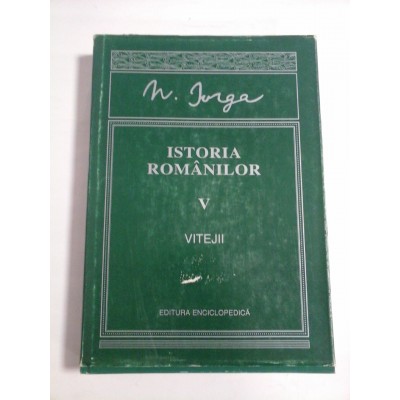 N. Iorga
ISTORIA
ROMÂNILOR
V
VITEJII
EDITURA ENCICLOPEDICĂ